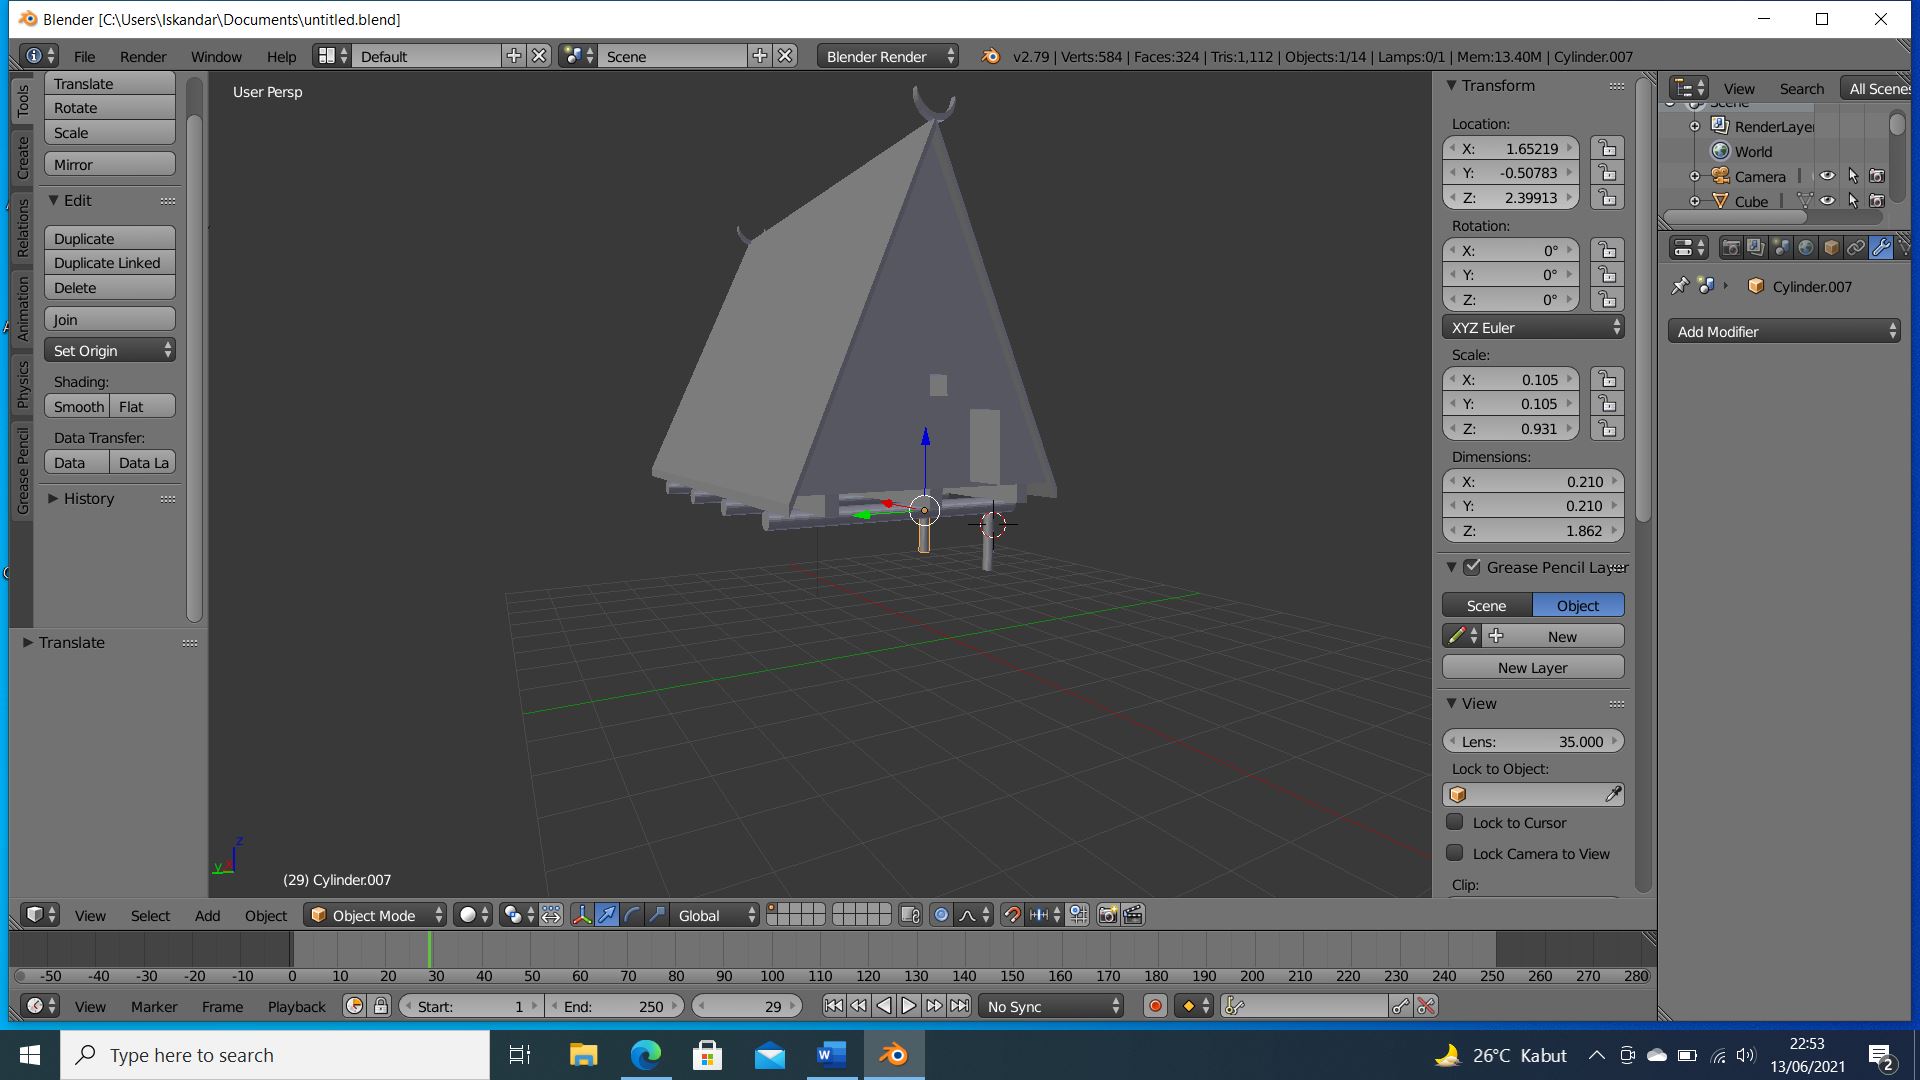 Blender [C:\Users\Iskandar\Documents\untitled.blend]
File Render Window Help Default Scene Blender Render v2.79 | Verts:584 | Faces:324 | Tris:1,112 | Objects:1/14 | Lamps:0/1 | Mem:13.40M | Cylinder.007
Tools
Create
Relations
Animation
Physics
Grease Pencil
Translate
Rotate
Scale
Mirror
Edit
Duplicate
Duplicate Linked
Delete
Join
Set Origin
Shading:
Smooth Flat
Data Transfer:
Data Data La
History
Translate
User Persp
(29) Cylinder.007
Z
Y
Transform
Location:
X: 1.65219
Y: -0.50783
Z: 2.39913
Rotation:
X: 0°
Y: 0°
Z: 0°
XYZ Euler
Scale:
X: 0.105
Y: 0.105
Z: 0.931
Dimensions:
X: 0.210
Y: 0.210
Z: 1.862
Grease Pencil Layer
Scene Object
New
New Layer
View
Lens: 35.000
Lock to Object:
Lock to Cursor
Lock Camera to View
Clip:
View Search All Scenes
Scene
RenderLayer
World
Camera
Cube
Cylinder.007
Add Modifier
View Select Add Object Object Mode Global
-50 -40 -30 -20 -10 0 10 20 30 40 50 60 70 80 90 100 110 120 130 140 150 160 170 180 190 200 210 220 230 240 250 260 270 280
View Marker Frame Playback Start: 1 End: 250 29 No Sync
Type here to search
26°C Kabut
22:53
13/06/2021
2